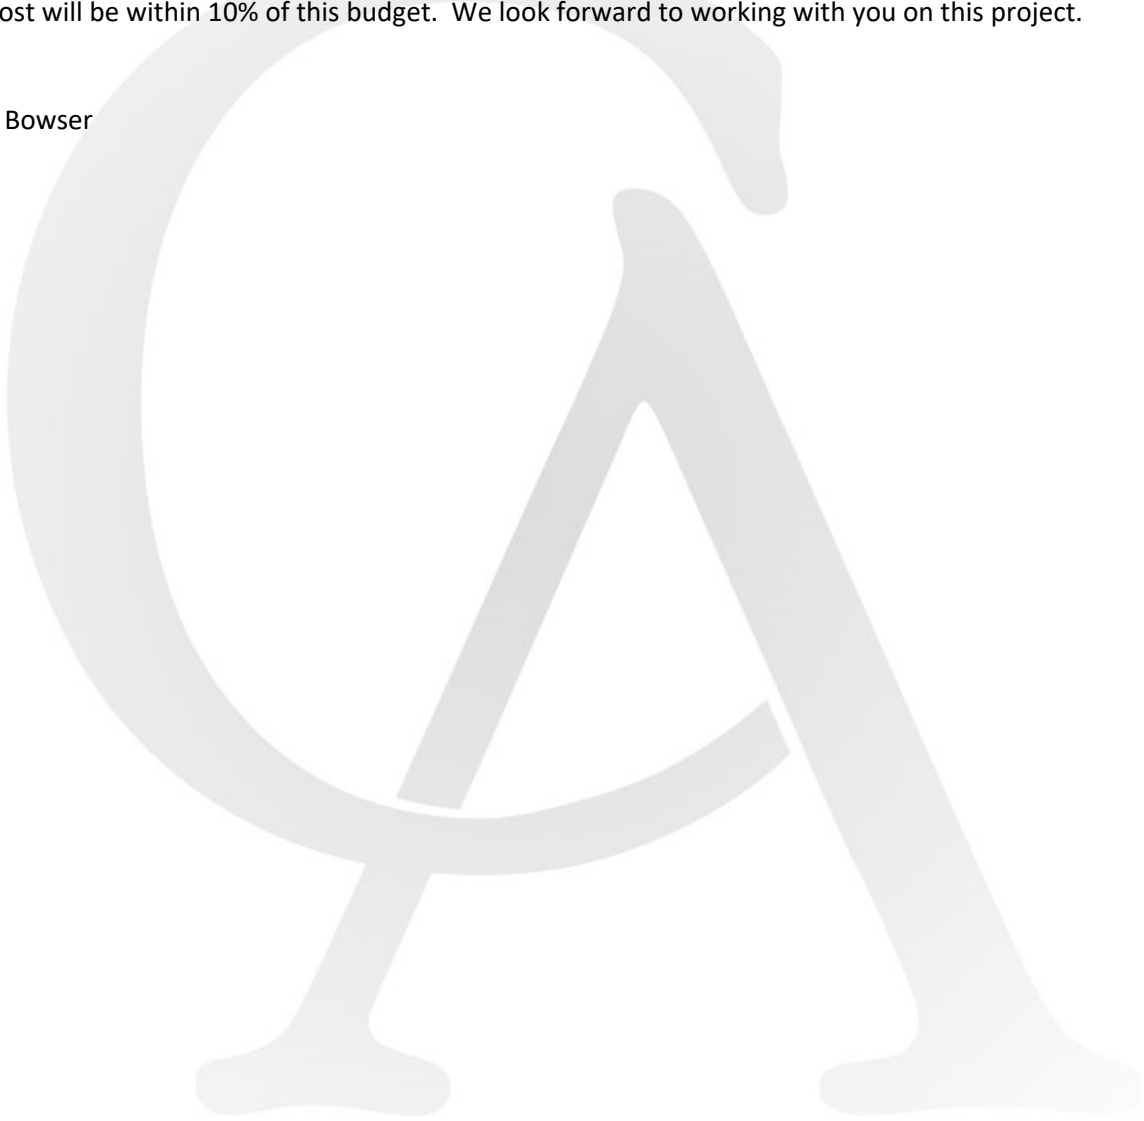 ost will be within 10% of this budget.  We look forward to working with you on this project.
Bowser
CA